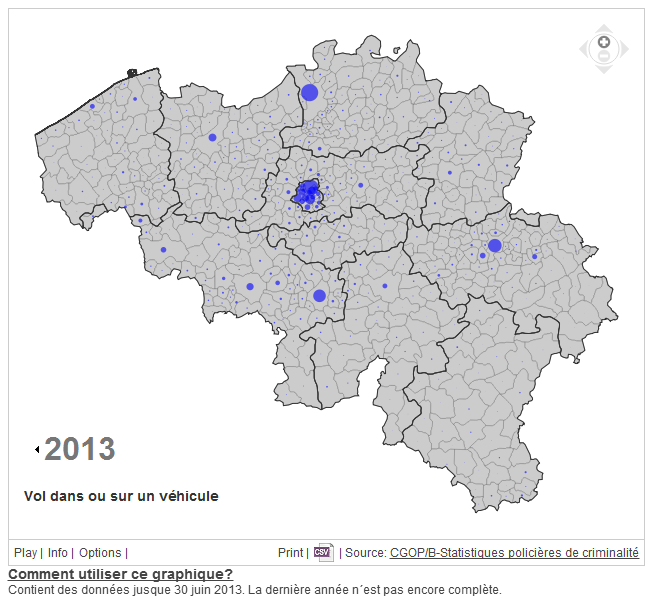 2013
Vol dans ou sur un véhicule
Play | Info | Options | Print | CSV | Source: CGOP/B-Statistiques policières de criminalité
Comment utiliser ce graphique?
Contient des données jusque 30 juin 2013. La dernière année n´est pas encore complète.